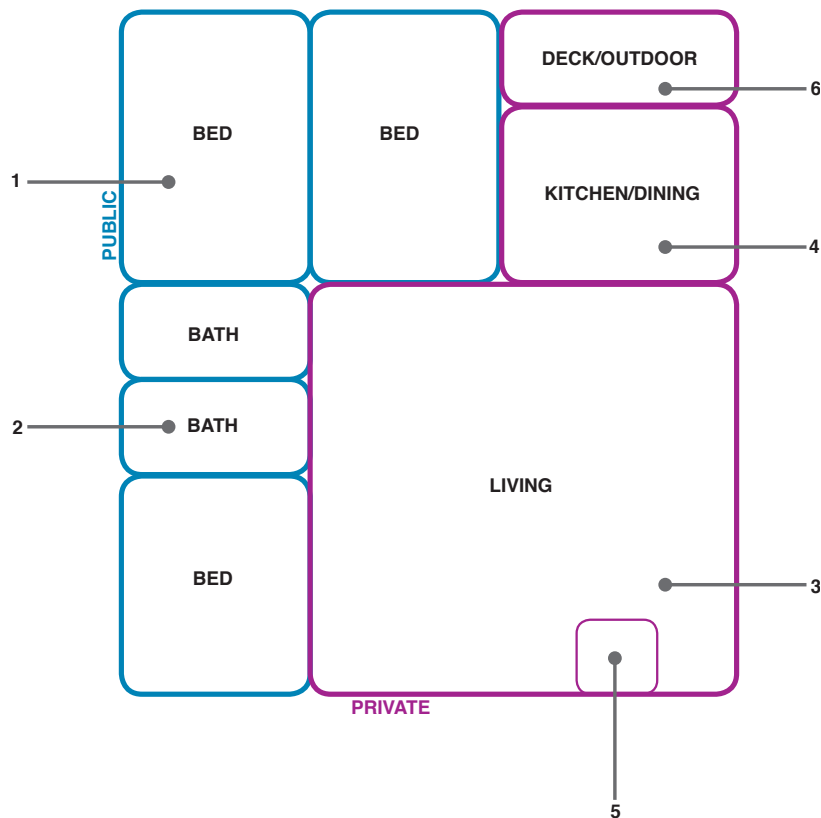 DECK/OUTDOOR
6
BED
BED
1
PUBLIC
KITCHEN/DINING
4
BATH
2
BATH
LIVING
BED
3
PRIVATE
5